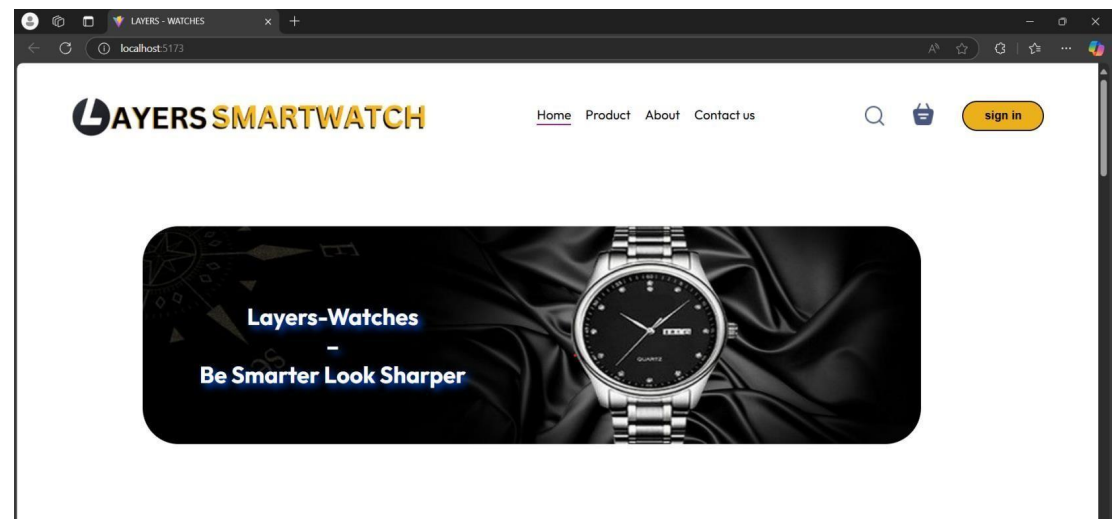 LAYERS - WATCHES
localhost:5173
LAYERS SMARTWATCH
Home Product About Contact us
sign in
Layers-Watches
–
Be Smarter Look Sharper
QUARTZ